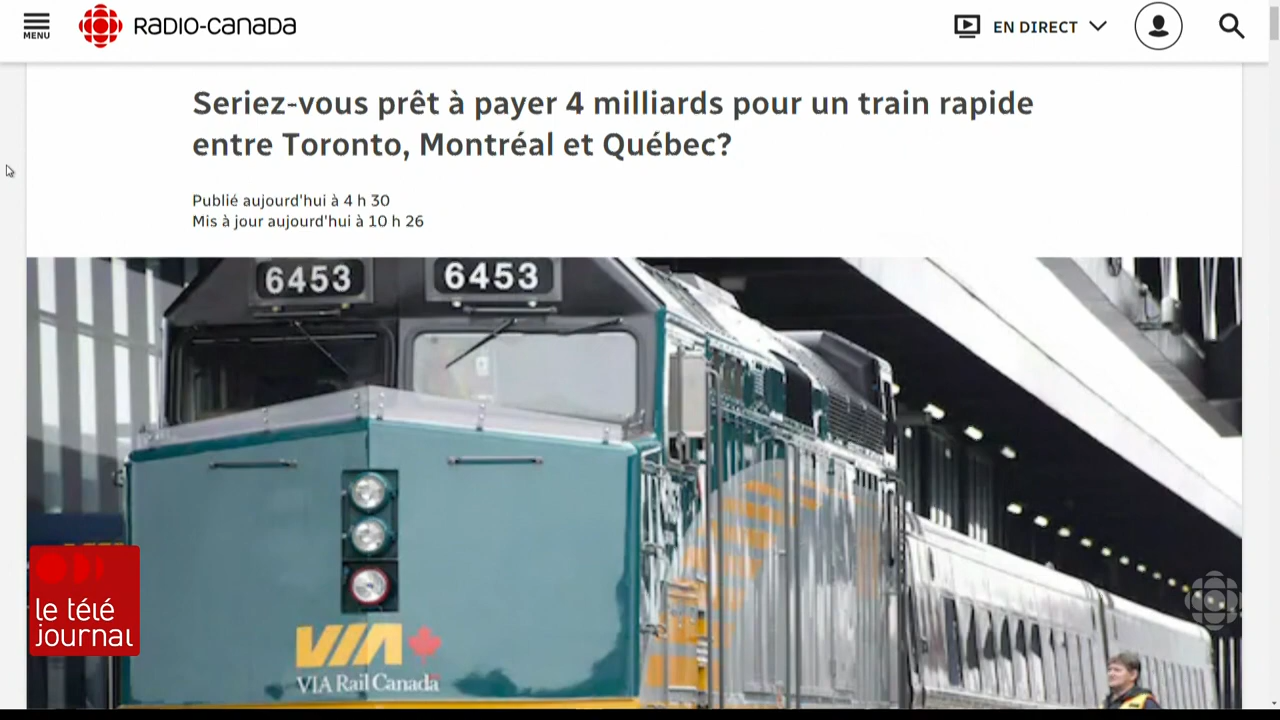 MENU
RADIO-CANADA
EN DIRECT
Seriez-vous prêt à payer 4 milliards pour un train rapide
entre Toronto, Montréal et Québec?
Publié aujourd'hui à 4 h 30
Mis à jour aujourd'hui à 10 h 26
6453
6453
le télé
journal
VIA
VIA Rail Canada